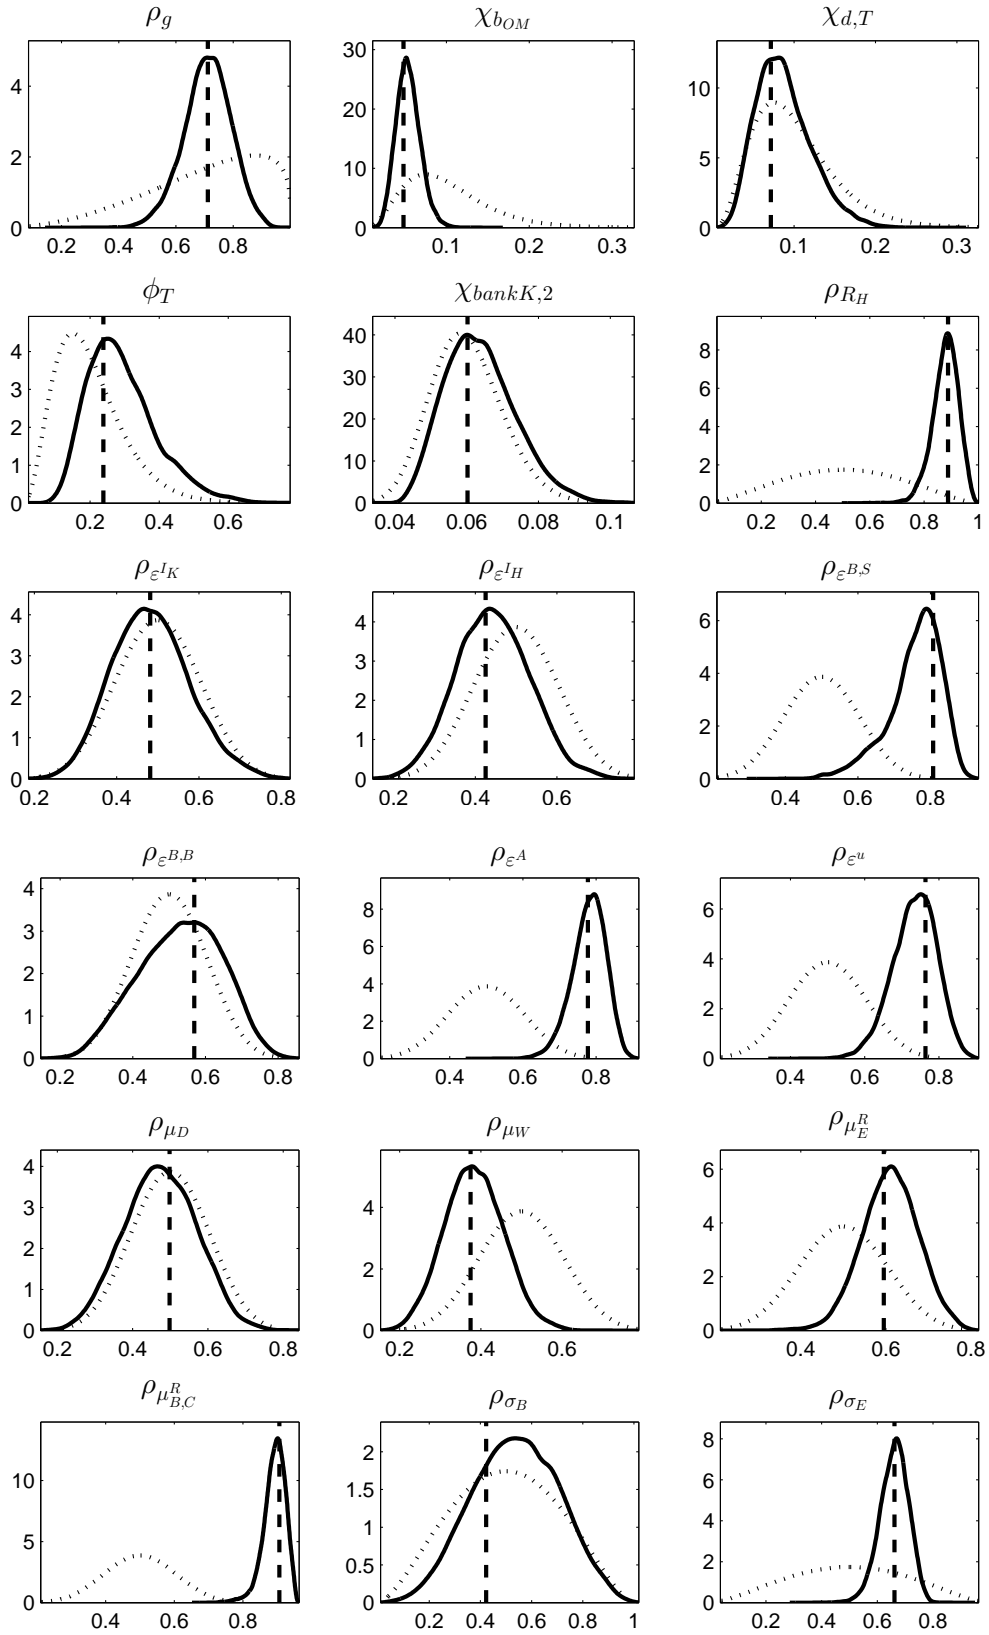 ρ_g χ_{b_{OM}} χ_{d,T}
4 2 0 0.2 0.4 0.6 0.8
30 20 10 0 0.1 0.2 0.3
10 5 0 0.1 0.2 0.3
ϕ_T χ_{bankK,2} ρ_{R_H}
4 3 2 1 0 0.2 0.4 0.6
40 30 20 10 0 0.04 0.06 0.08 0.1
8 6 4 2 0 0.2 0.4 0.6 0.8 1
ρ_{ε^{I_K}} ρ_{ε^{I_H}} ρ_{ε^{B,S}}
4 3 2 1 0 0.2 0.4 0.6 0.8
4 3 2 1 0 0.2 0.4 0.6
6 4 2 0 0.4 0.6 0.8
ρ_{ε^{B,B}} ρ_{ε^A} ρ_{ε^u}
4 3 2 1 0 0.2 0.4 0.6 0.8
8 6 4 2 0 0.4 0.6 0.8
6 4 2 0 0.4 0.6 0.8
ρ_{μ_D} ρ_{μ_W} ρ_{μ_E^R}
4 3 2 1 0 0.2 0.4 0.6 0.8
4 2 0 0.2 0.4 0.6
6 4 2 0 0.4 0.6 0.8
ρ_{μ_{B,C}^R} ρ_{σ_B} ρ_{σ_E}
10 5 0 0.4 0.6 0.8
2 1.5 1 0.5 0 0.2 0.4 0.6 0.8 1
8 6 4 2 0 0.2 0.4 0.6 0.8